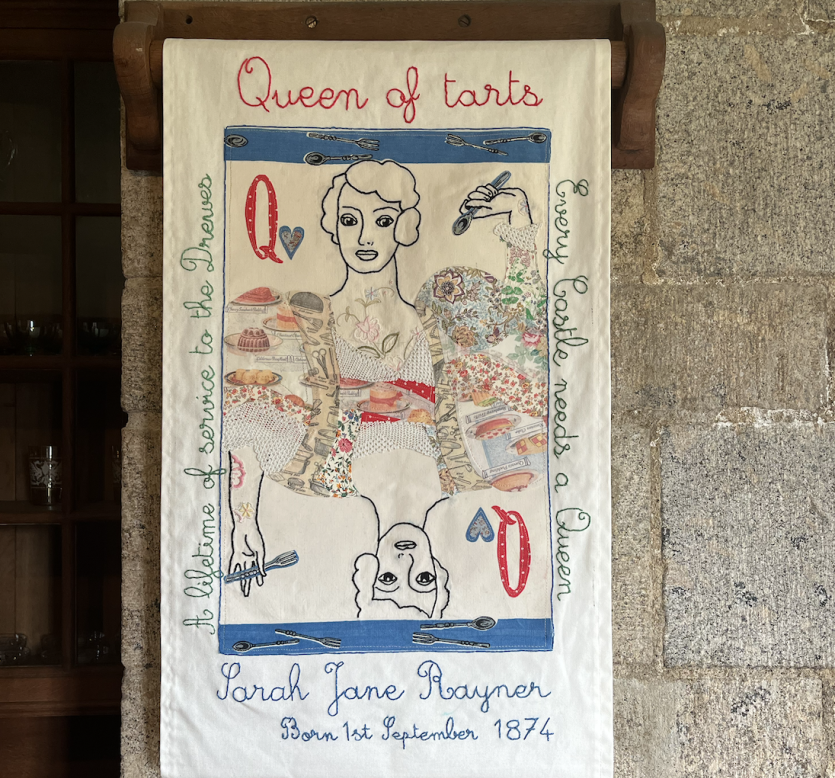 Queen of tarts
A lifetime of service to the Drewes
Every Castle needs a Queen
Q
Q
Sarah Jane Rayner
Born 1st September 1874